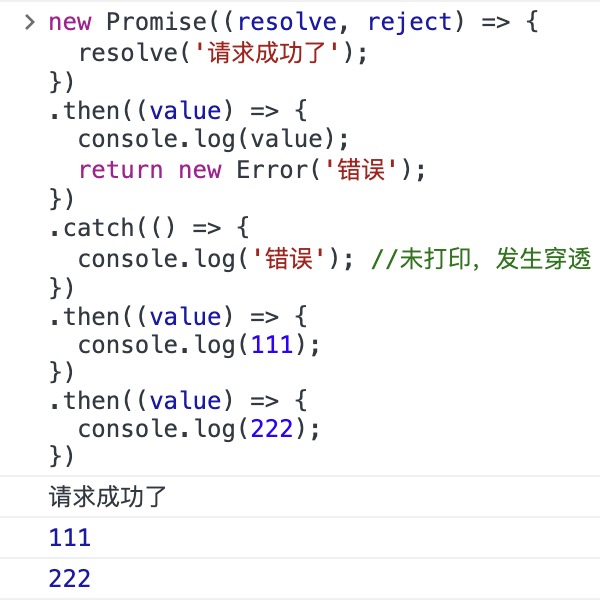 > new Promise((resolve, reject) => {
resolve('请求成功了');
})
.then((value) => {
console.log(value);
return new Error('错误');
})
.catch(() => {
console.log('错误'); //未打印，发生穿透
})
.then((value) => {
console.log(111);
})
.then((value) => {
console.log(222);
})
请求成功了
111
222